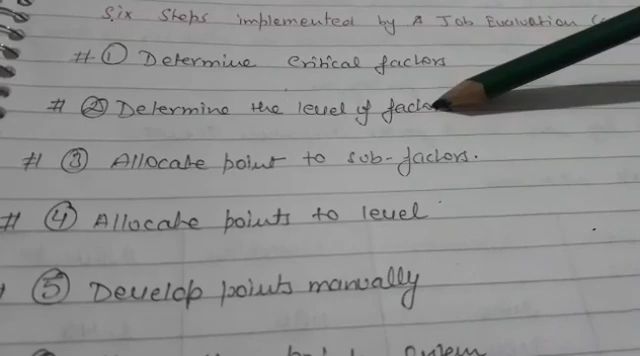 Six Steps implemented by A Job Evaluation
# ① Determine Critical factors
# ② Determine the level of
# ③ Allocate point to sub-factors.
# ④ Allocate points to level
⑤ Develop points manually